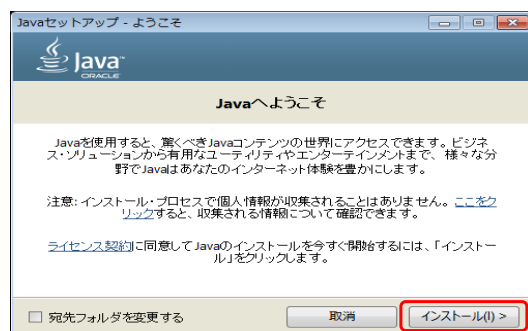 Javaセットアップ - ようこそ
Java
ORACLE
Javaへようこそ
Javaを使用すると、驚くべきJavaコンテンツの世界にアクセスできます。ビジネ
ス・ソリューションから有用なユーティリティやエンターテインメントまで、様々な分
野でJavaはあなたのインターネット体験を豊かにします。
注意: インストール・プロセスで個人情報が収集されることはありません。ここをク
リックすると、収集される情報について確認できます。
ライセンス契約に同意してJavaのインストールを今すぐ開始するには、「インストー
ル」をクリックします。
宛先フォルダを変更する
取消
インストール(I) >